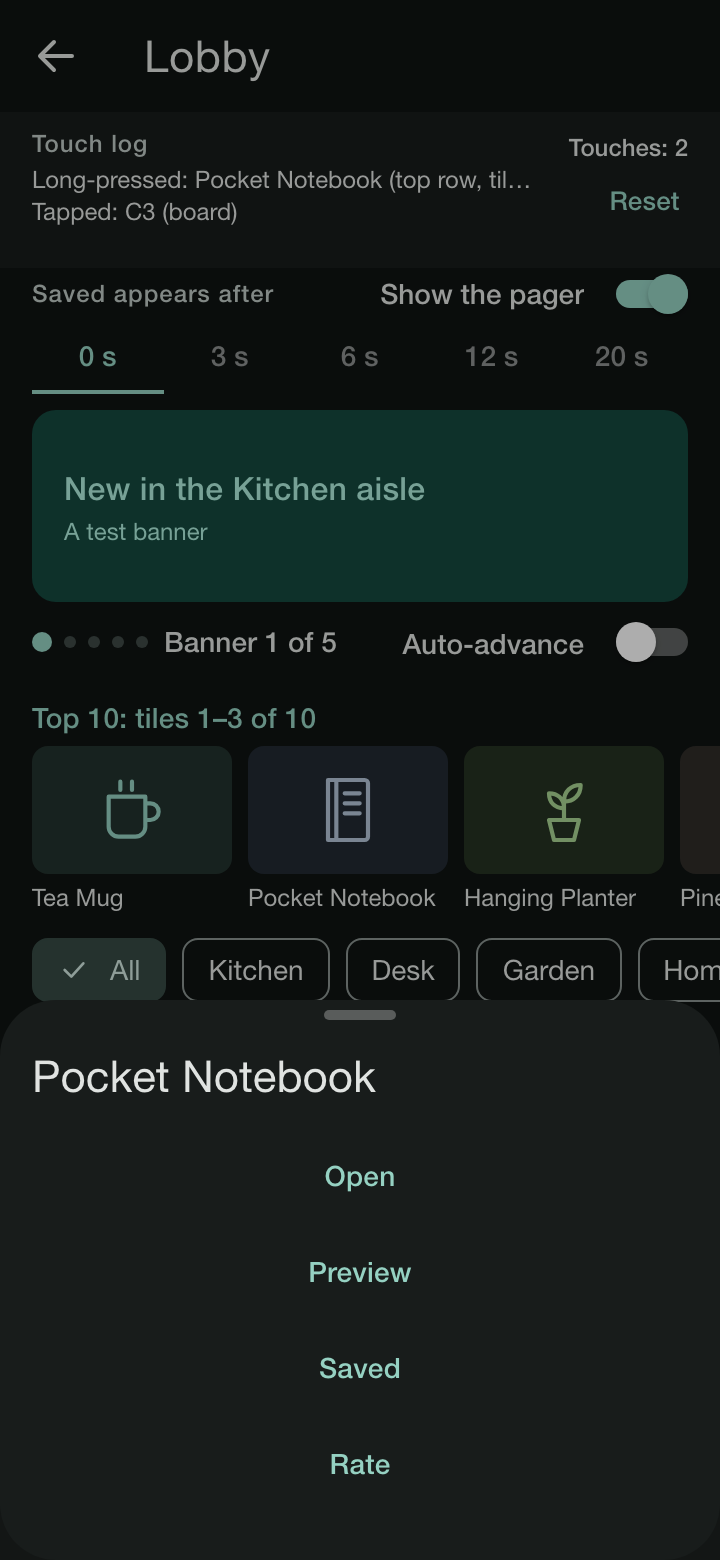 Lobby
Touch log
Touches: 2
Long-pressed: Pocket Notebook (top row, til…
Tapped: C3 (board)
Reset
Saved appears after
Show the pager
0 s
3 s
6 s
12 s
20 s
New in the Kitchen aisle
A test banner
Banner 1 of 5
Auto-advance
Top 10: tiles 1–3 of 10
Tea Mug
Pocket Notebook
Hanging Planter
All
Kitchen
Desk
Garden
Pocket Notebook
Open
Preview
Saved
Rate